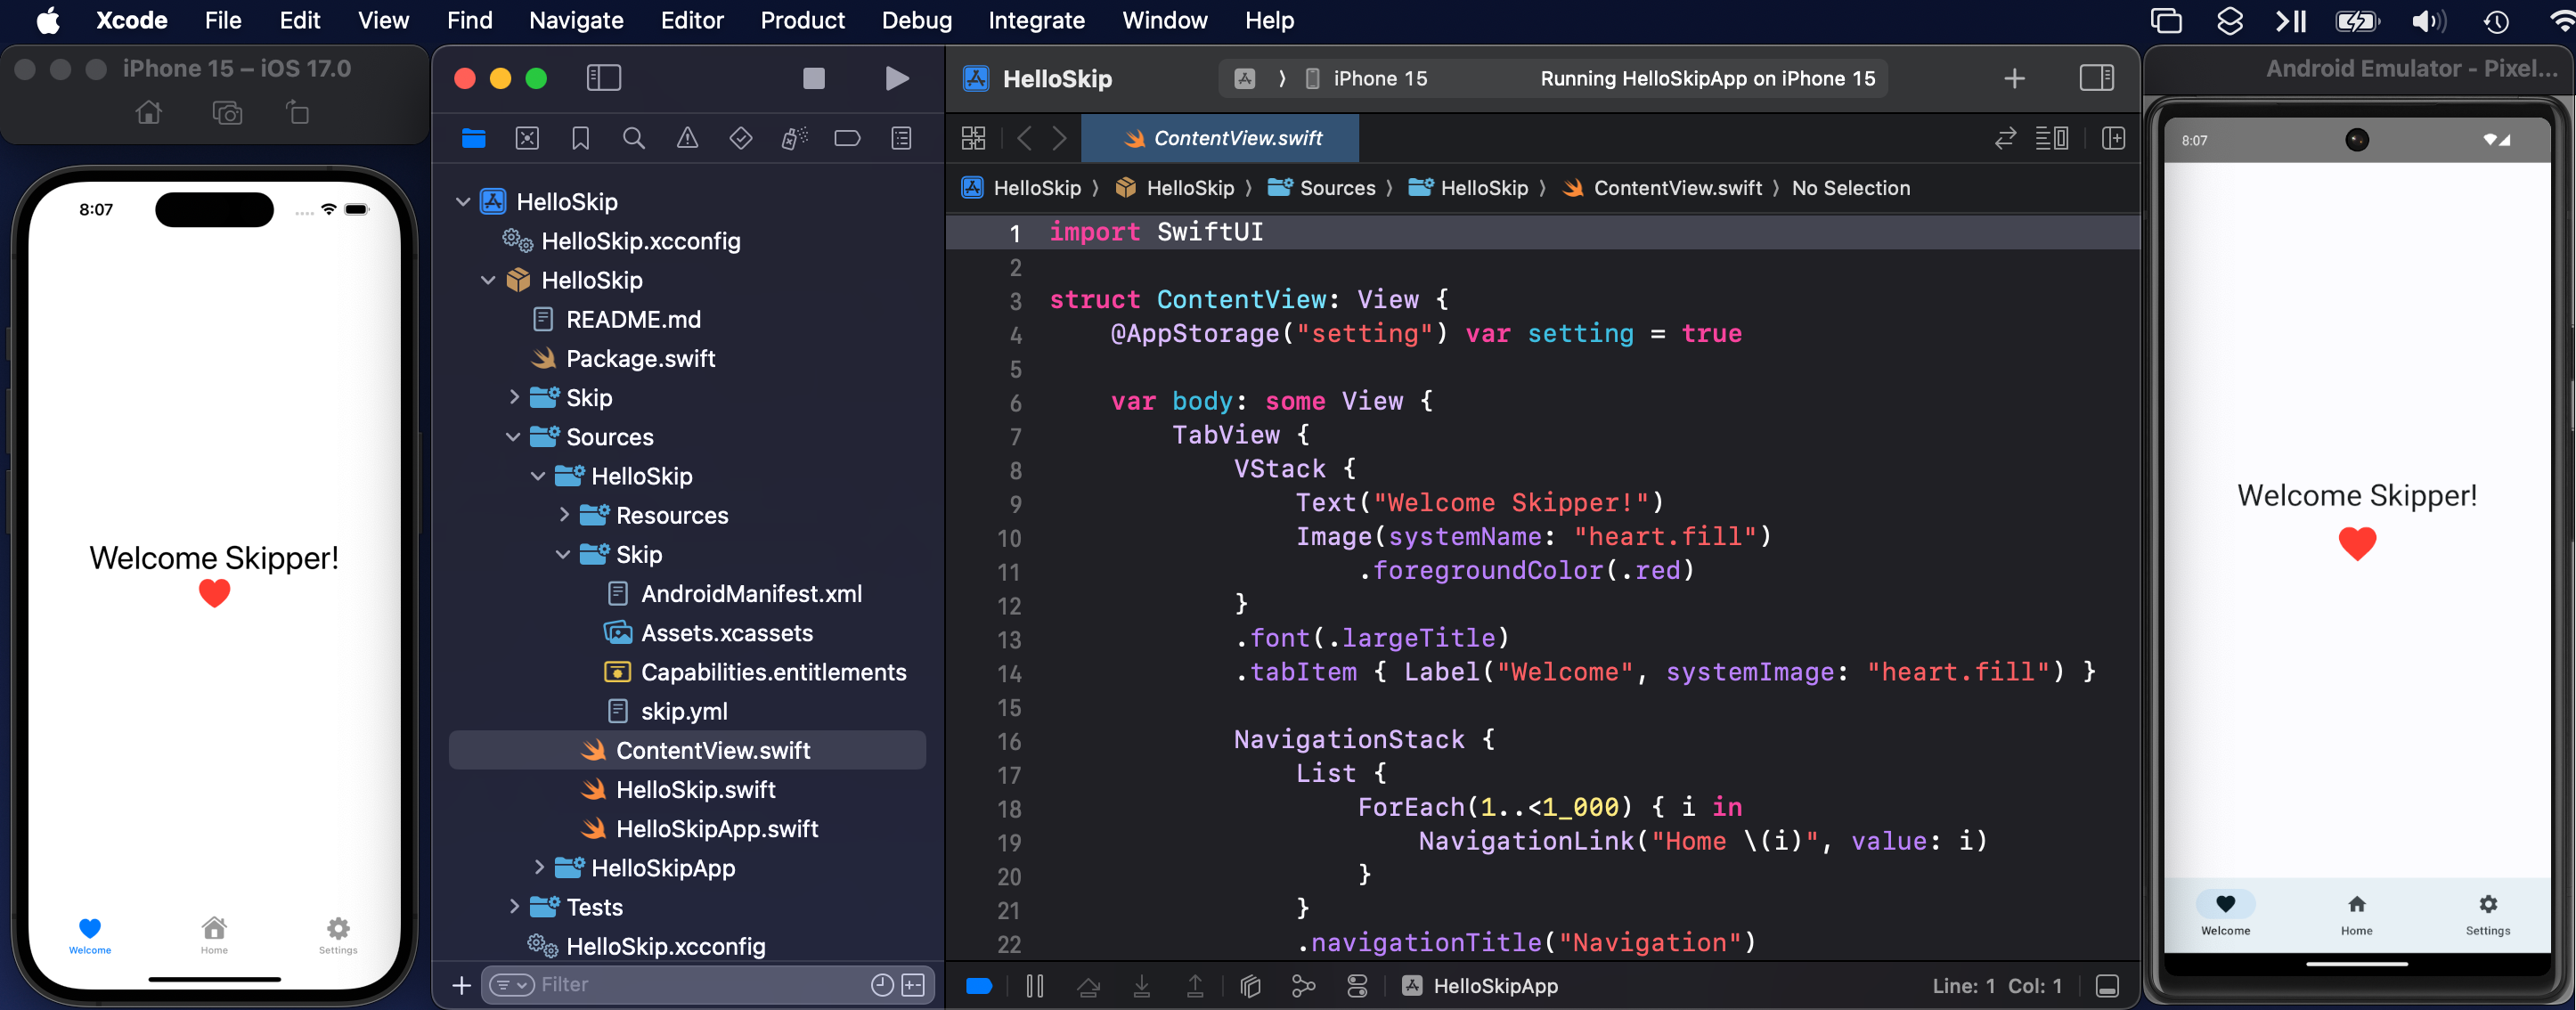 Xcode File Edit View Find Navigate Editor Product Debug Integrate Window Help
iPhone 15 – iOS 17.0
8:07
Welcome Skipper!
Welcome Home Settings
HelloSkip
HelloSkip.xcconfig
HelloSkip
README.md
Package.swift
Skip
Sources
HelloSkip
Resources
Skip
AndroidManifest.xml
Assets.xcassets
Capabilities.entitlements
skip.yml
ContentView.swift
HelloSkip.swift
HelloSkipApp.swift
HelloSkipApp
Tests
HelloSkip.xcconfig
Filter
HelloSkip iPhone 15 Running HelloSkipApp on iPhone 15
ContentView.swift
HelloSkip HelloSkip Sources HelloSkip ContentView.swift No Selection
1 import SwiftUI
2
3 struct ContentView: View {
4 @AppStorage("setting") var setting = true
5
6 var body: some View {
7 TabView {
8 VStack {
9 Text("Welcome Skipper!")
10 Image(systemName: "heart.fill")
11 .foregroundColor(.red)
12 }
13 .font(.largeTitle)
14 .tabItem { Label("Welcome", systemImage: "heart.fill") }
15
16 NavigationStack {
17 List {
18 ForEach(1..<1_000) { i in
19 NavigationLink("Home \(i)", value: i)
20 }
21 }
22 .navigationTitle("Navigation")
HelloSkipApp Line: 1 Col: 1
Android Emulator - Pixel...
8:07
Welcome Skipper!
Welcome Home Settings